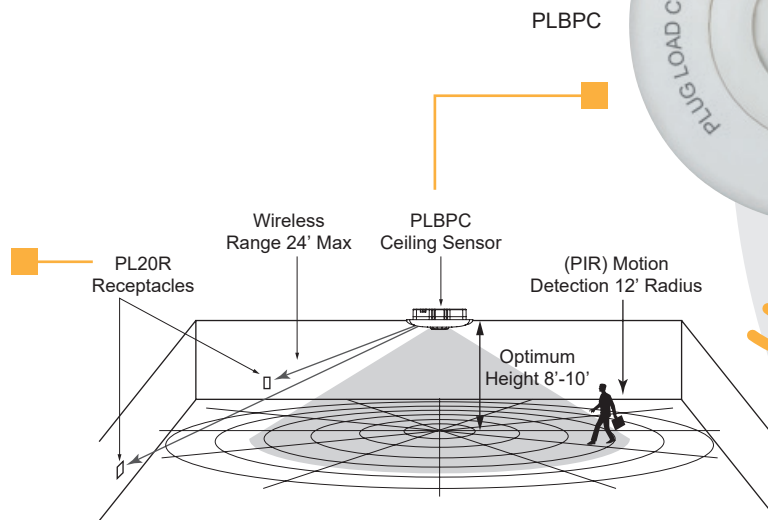 PLBPC
PLUG LOAD C
Wireless
Range 24’ Max
PLBPC
Ceiling Sensor
PL20R
Receptacles
(PIR) Motion
Detection 12’ Radius
Optimum
Height 8’-10’